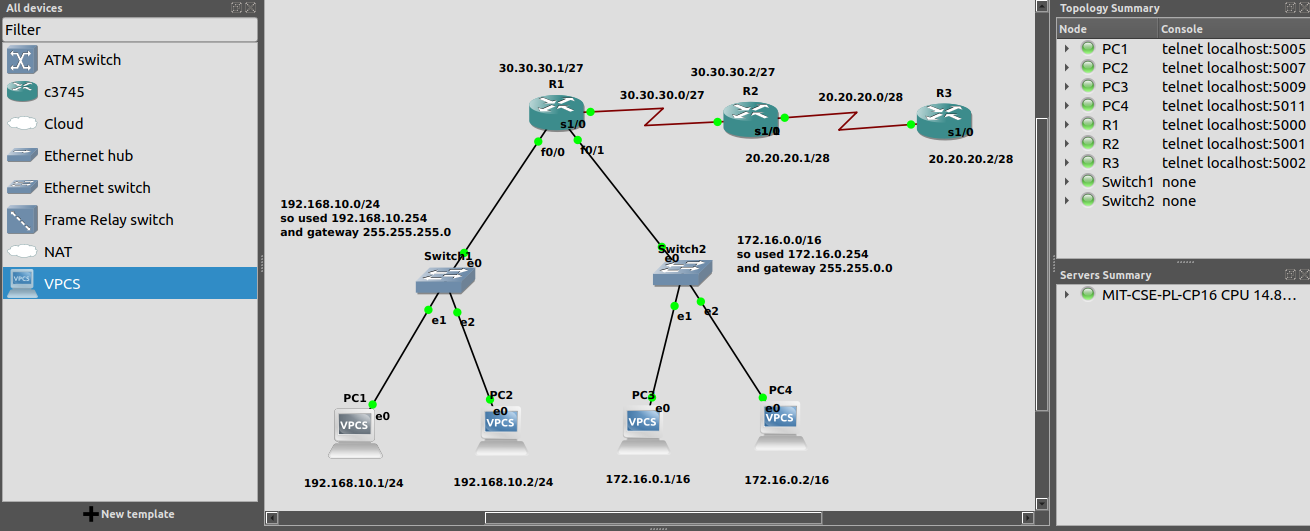 All devices
Filter
ATM switch
c3745
Cloud
Ethernet hub
Ethernet switch
Frame Relay switch
NAT
VPCS
VPCS
New template
30.30.30.1/27
R1
s1/0
f0/0
f0/1
30.30.30.0/27
30.30.30.2/27
R2
20.20.20.1/28
20.20.20.0/28
R3
s1/0
20.20.20.2/28
192.168.10.0/24
so used 192.168.10.254
and gateway 255.255.255.0
Switch1
e0
e1
e2
172.16.0.0/16
so used 172.16.0.254
and gateway 255.255.0.0
Switch2
e0
e1
e2
PC1
e0
VPCS
192.168.10.1/24
PC2
e0
VPCS
192.168.10.2/24
PC3
e0
VPCS
172.16.0.1/16
PC4
e0
VPCS
172.16.0.2/16
Topology Summary
Node Console
PC1 telnet localhost:5005
PC2 telnet localhost:5007
PC3 telnet localhost:5009
PC4 telnet localhost:5011
R1 telnet localhost:5000
R2 telnet localhost:5001
R3 telnet localhost:5002
Switch1 none
Switch2 none
Servers Summary
MIT-CSE-PL-CP16 CPU 14.8...